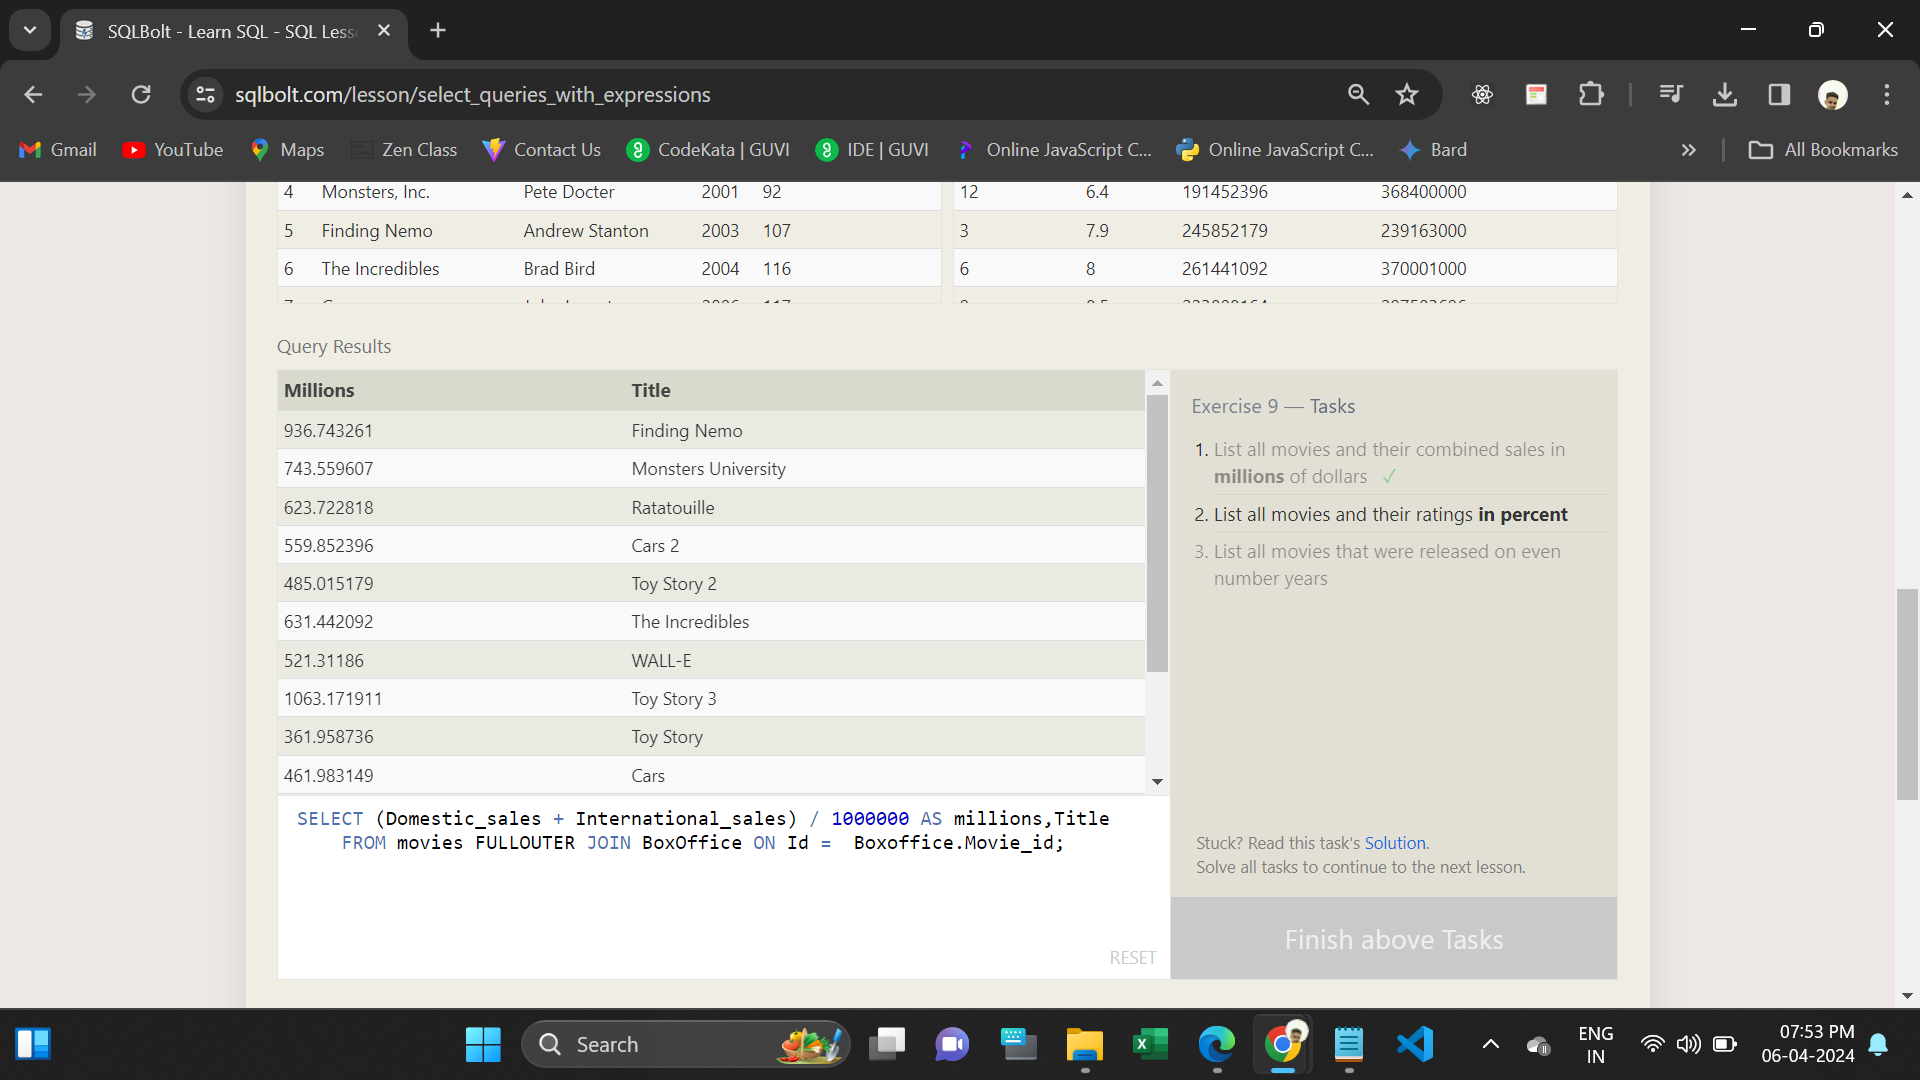 SQLBolt - Learn SQL - SQL Less
sqlbolt.com/lesson/select_queries_with_expressions
Gmail YouTube Maps Zen Class Contact Us CodeKata | GUVI IDE | GUVI Online JavaScript C... Online JavaScript C... Bard » All Bookmarks
4 Monsters, Inc. Pete Docter 2001 92 12 6.4 191452396 368400000
5 Finding Nemo Andrew Stanton 2003 107 3 7.9 245852179 239163000
6 The Incredibles Brad Bird 2004 116 6 8 261441092 370001000
Query Results
Millions Title
936.743261 Finding Nemo
743.559607 Monsters University
623.722818 Ratatouille
559.852396 Cars 2
485.015179 Toy Story 2
631.442092 The Incredibles
521.31186 WALL-E
1063.171911 Toy Story 3
361.958736 Toy Story
461.983149 Cars
SELECT (Domestic_sales + International_sales) / 1000000 AS millions,Title
FROM movies FULLOUTER JOIN BoxOffice ON Id = Boxoffice.Movie_id;
RESET
Exercise 9 — Tasks
1. List all movies and their combined sales in
millions of dollars ✓
2. List all movies and their ratings in percent
3. List all movies that were released on even
number years
Stuck? Read this task's Solution.
Solve all tasks to continue to the next lesson.
Finish above Tasks
Search
ENG
IN
07:53 PM
06-04-2024